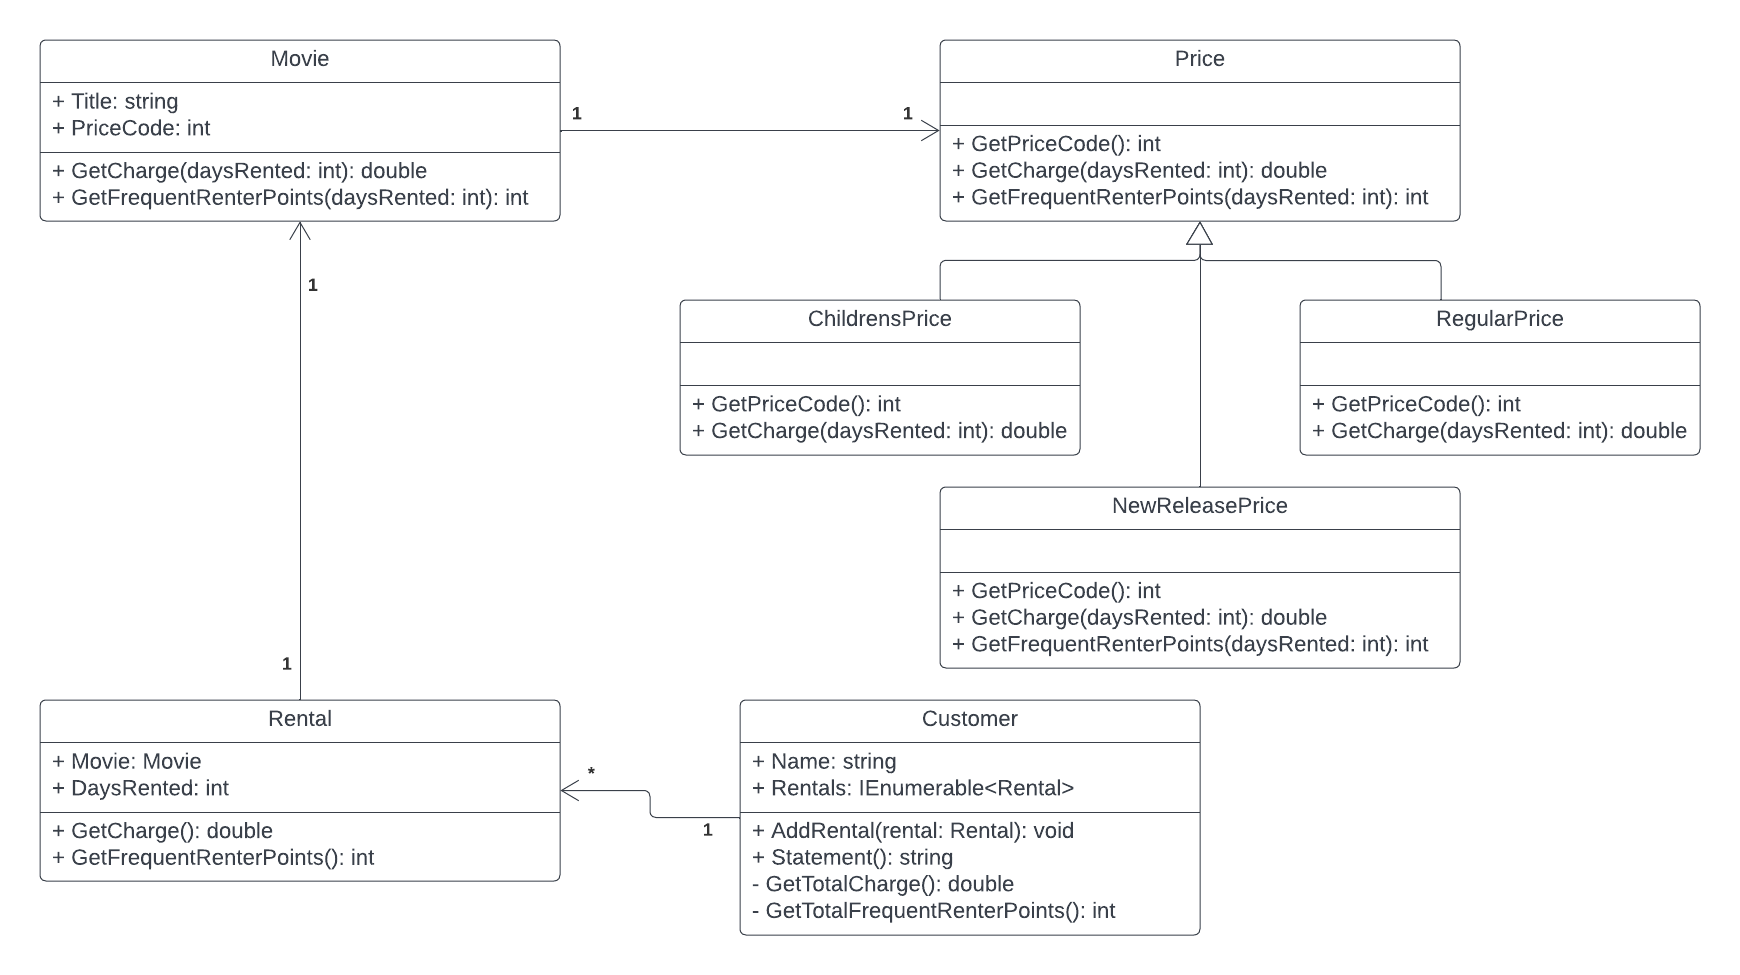 Movie
+ Title: string
+ PriceCode: int
+ GetCharge(daysRented: int): double
+ GetFrequentRenterPoints(daysRented: int): int
1
1
Price
+ GetPriceCode(): int
+ GetCharge(daysRented: int): double
+ GetFrequentRenterPoints(daysRented: int): int
1
ChildrensPrice
+ GetPriceCode(): int
+ GetCharge(daysRented: int): double
RegularPrice
+ GetPriceCode(): int
+ GetCharge(daysRented: int): double
NewReleasePrice
+ GetPriceCode(): int
+ GetCharge(daysRented: int): double
+ GetFrequentRenterPoints(daysRented: int): int
1
Rental
+ Movie: Movie
+ DaysRented: int
+ GetCharge(): double
+ GetFrequentRenterPoints(): int
*
1
Customer
+ Name: string
+ Rentals: IEnumerable<Rental>
+ AddRental(rental: Rental): void
+ Statement(): string
- GetTotalCharge(): double
- GetTotalFrequentRenterPoints(): int